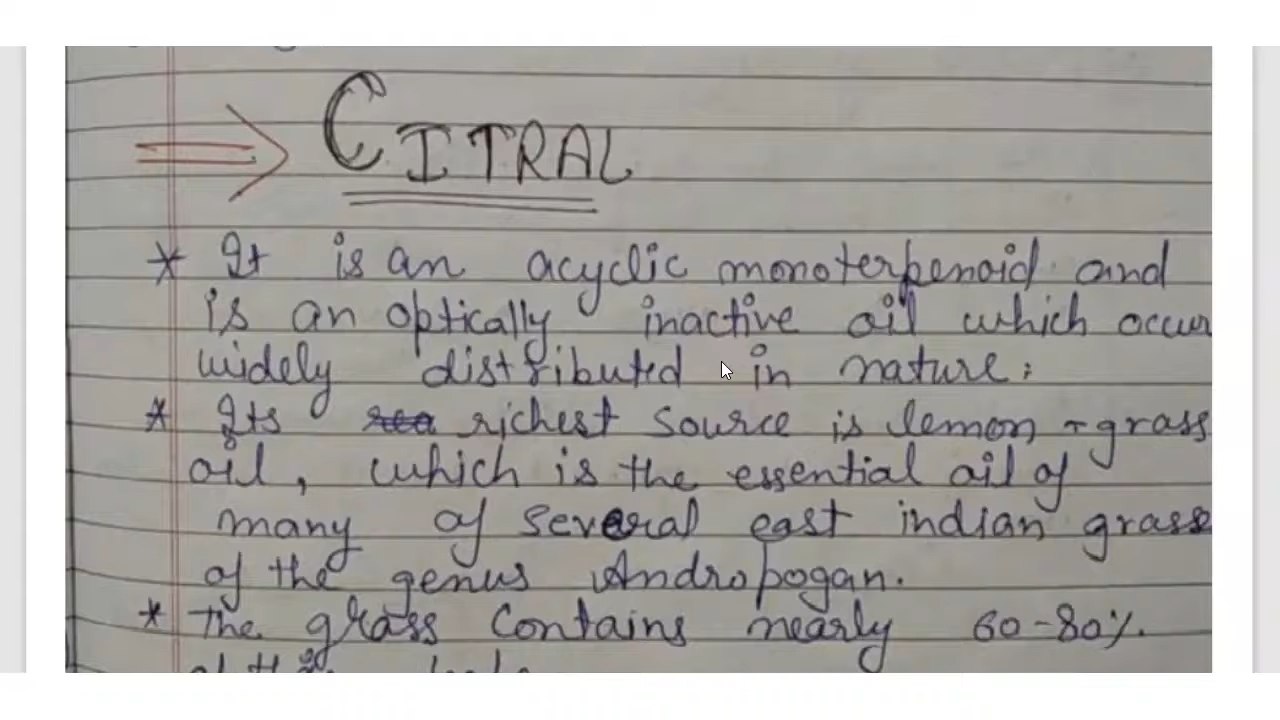 CITRAL
* It is an acyclic monoterpenoid and
is an optically inactive oil which occur
widely distributed in nature:
* Its richest source is lemon-grass
oil, which is the essential oil of
many of several east indian grass
of the genus Andropogan.
* The grass contains nearly 60-80%.